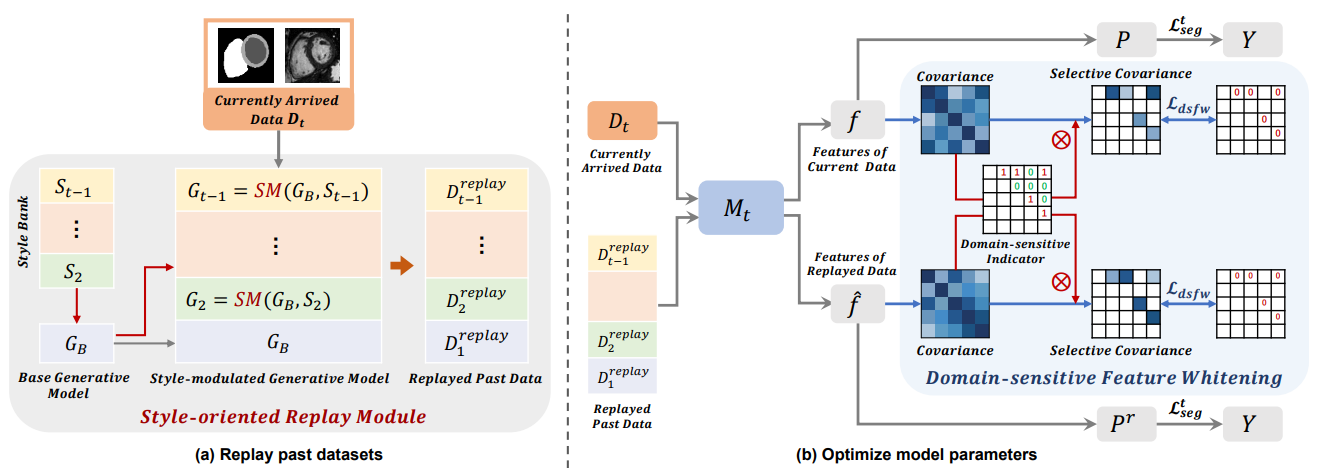 Currently Arrived
Data D_t
Style Bank
S_{t-1}
⋮
S_2
G_B
Base Generative
Model
G_{t-1} = SM(G_B, S_{t-1})
⋮
G_2 = SM(G_B, S_2)
G_B
Style-modulated Generative Model
D_{t-1}^{replay}
⋮
D_2^{replay}
D_1^{replay}
Replayed Past Data
Style-oriented Replay Module
(a) Replay past datasets
D_t
Currently
Arrived Data
D_{t-1}^{replay}
D_2^{replay}
D_1^{replay}
Replayed
Past Data
M_t
f
Features of
Current Data
Features of
Replayed Data
f̂
P
ℒ_{seg}^t
Y
Covariance
Selective Covariance
⊗
ℒ_{dsfw}
0 0 0
0
0
1 1 0 1
0 0 0
1 0
1
Domain-sensitive
Indicator
⊗
ℒ_{dsfw}
0 0 0
0
0
Covariance
Selective Covariance
Domain-sensitive Feature Whitening
P^r
ℒ_{seg}^t
Y
(b) Optimize model parameters